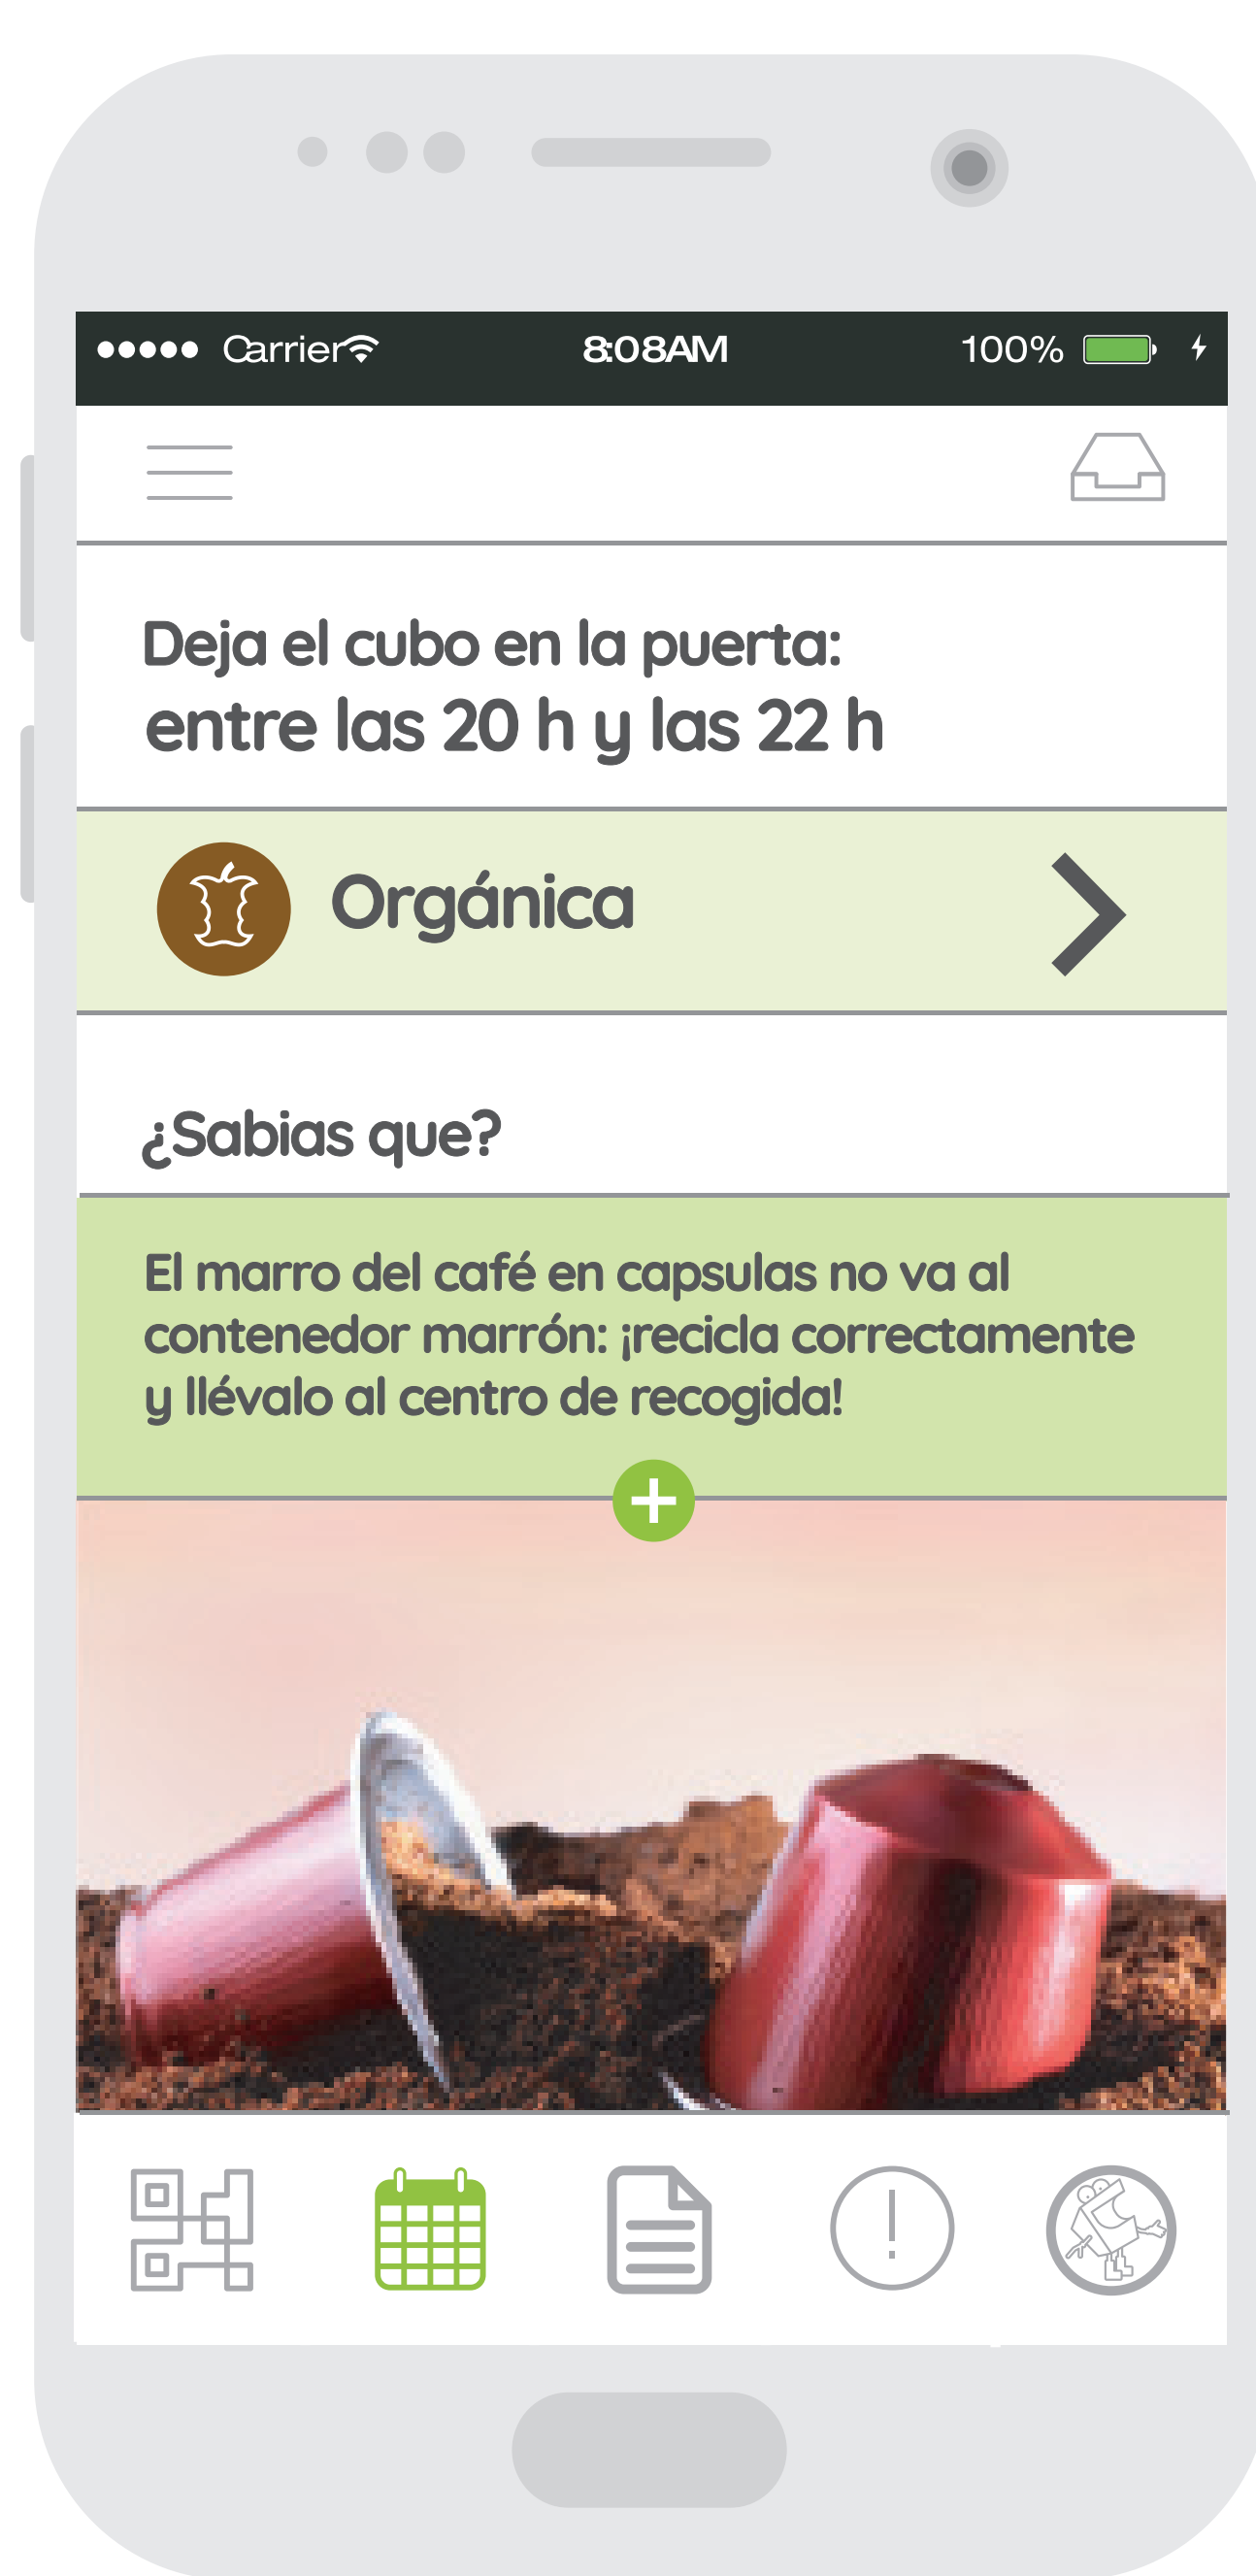 Carrier 8:08AM 100%
Deja el cubo en la puerta:
entre las 20 h y las 22 h
Orgánica
¿Sabias que?
El marro del café en capsulas no va al
contenedor marrón: ¡recicla correctamente
y llévalo al centro de recogida!